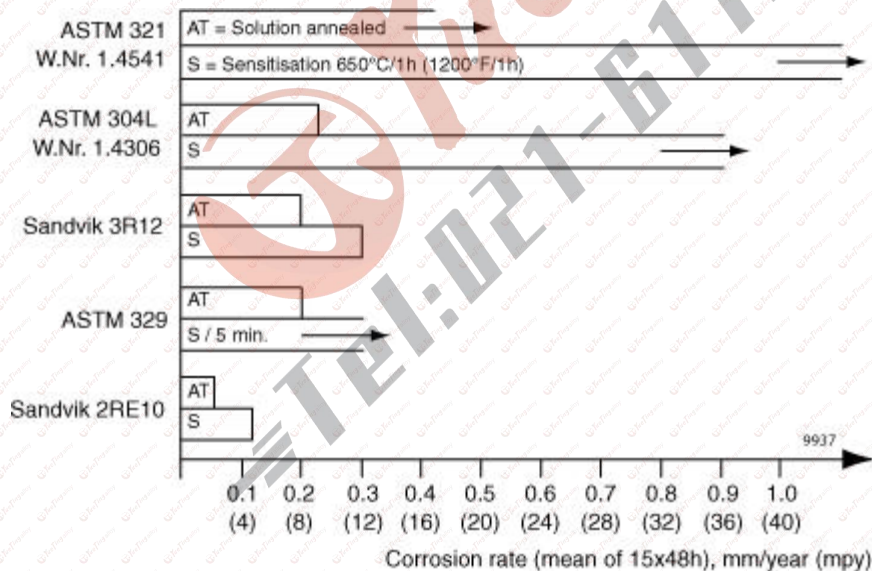 ASTM 321
W.Nr. 1.4541
AT = Solution annealed
S = Sensitisation 650°C/1h (1200°F/1h)
ASTM 304L
W.Nr. 1.4306
AT
S
Sandvik 3R12
AT
S
ASTM 329
AT
S / 5 min.
Sandvik 2RE10
AT
S
9937
0.1 0.2 0.3 0.4 0.5 0.6 0.7 0.8 0.9 1.0
(4) (8) (12) (16) (20) (24) (28) (32) (36) (40)
Corrosion rate (mean of 15x48h), mm/year (mpy)
Tel:021-611